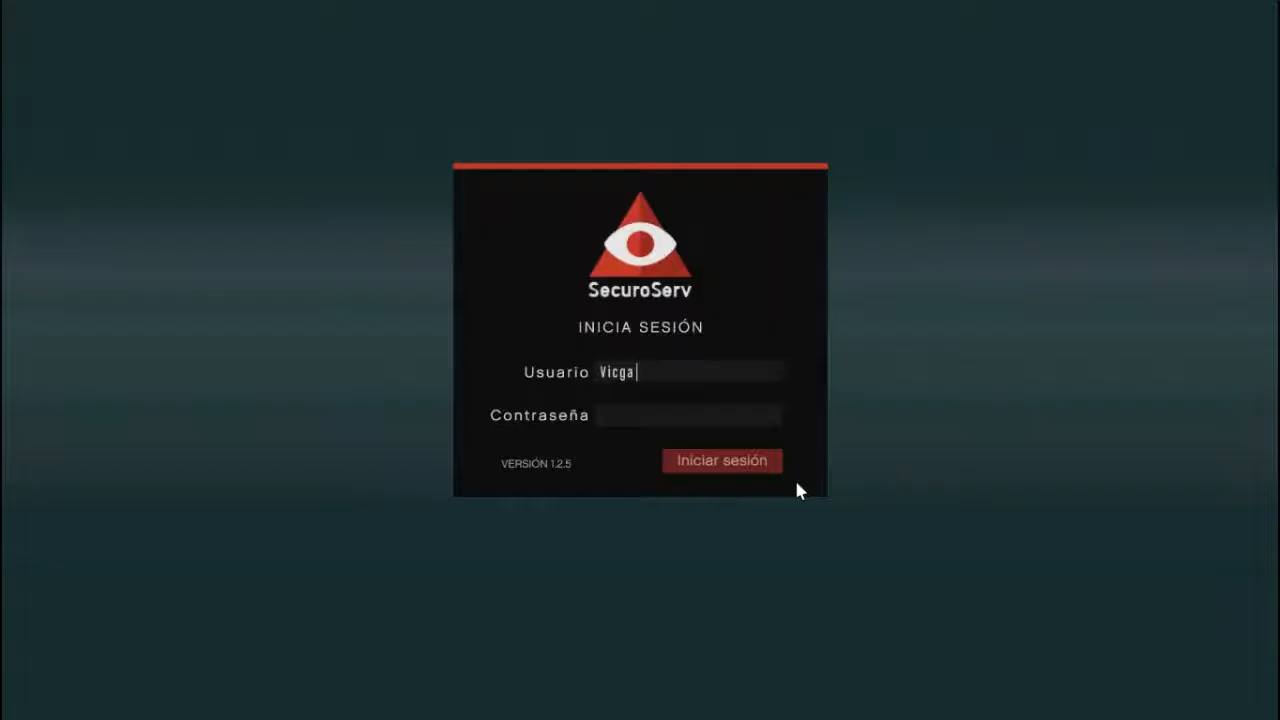 SecuroServ
INICIA SESIÓN
Usuario Vicga
Contraseña
VERSIÓN 1.2.5 Iniciar sesión